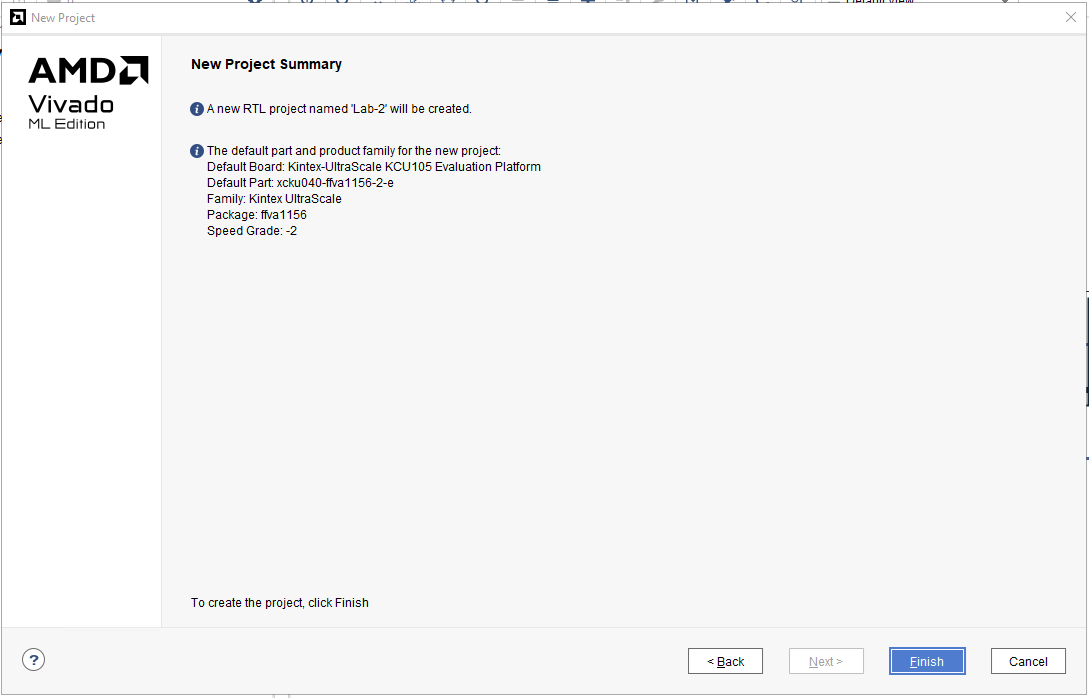 New Project
AMD
Vivado
ML Edition
New Project Summary
A new RTL project named 'Lab-2' will be created.
The default part and product family for the new project:
Default Board: Kintex-UltraScale KCU105 Evaluation Platform
Default Part: xcku040-ffva1156-2-e
Family: Kintex UltraScale
Package: ffva1156
Speed Grade: -2
To create the project, click Finish
?
< Back
Next >
Finish
Cancel